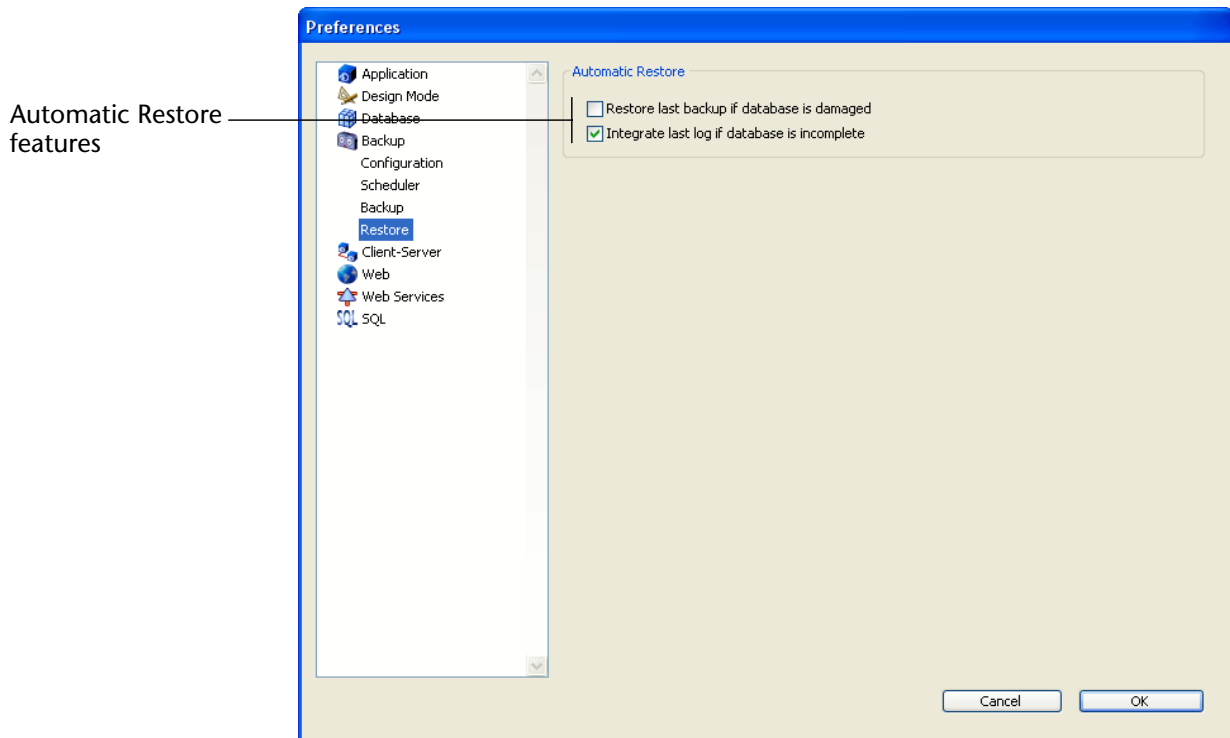 Preferences
Automatic Restore
features
Application
Design Mode
Database
Backup
Configuration
Scheduler
Backup
Restore
Client-Server
Web
Web Services
SQL SQL
Automatic Restore
Restore last backup if database is damaged
Integrate last log if database is incomplete
Cancel
OK